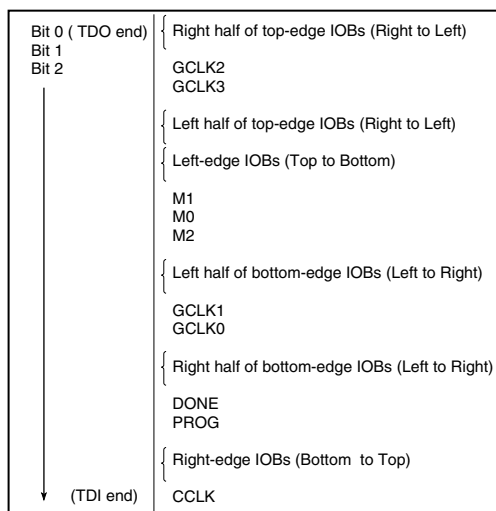 Bit 0 ( TDO end)
Bit 1
Bit 2
Right half of top-edge IOBs (Right to Left)
GCLK2
GCLK3
Left half of top-edge IOBs (Right to Left)
Left-edge IOBs (Top to Bottom)
M1
M0
M2
Left half of bottom-edge IOBs (Left to Right)
GCLK1
GCLK0
Right half of bottom-edge IOBs (Left to Right)
DONE
PROG
Right-edge IOBs (Bottom to Top)
(TDI end)
CCLK